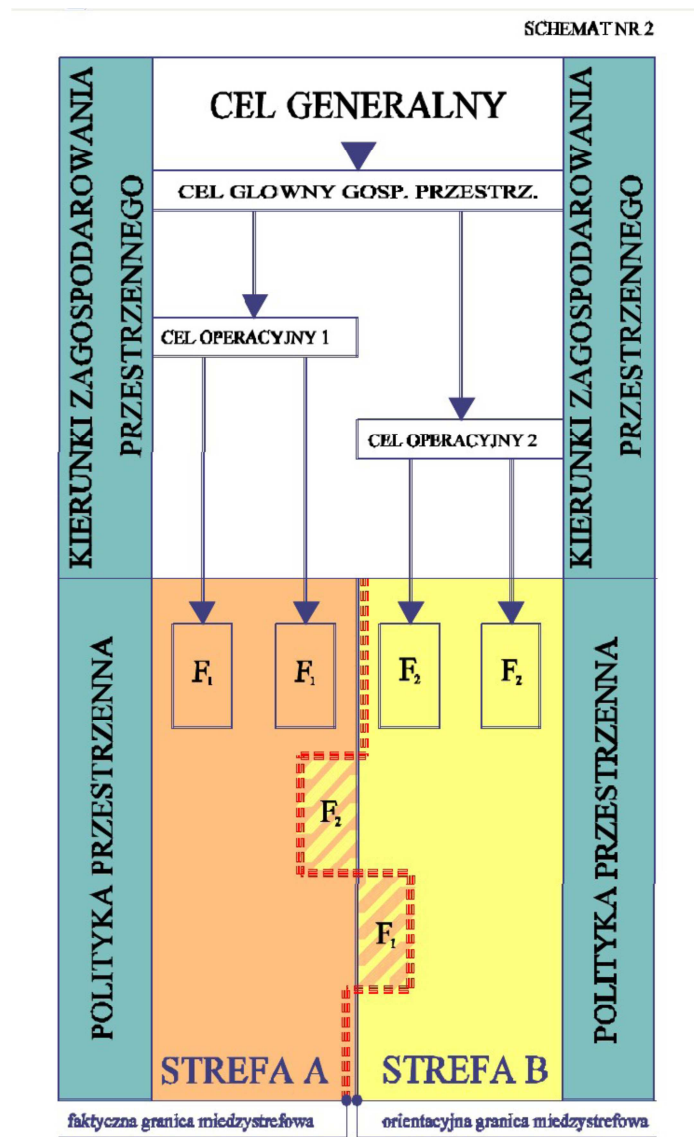 SCHEMAT NR 2
KIERUNKI ZAGOSPODAROWANIA
PRZESTRZENNEGO
CEL GENERALNY
CEL GLOWNY GOSP. PRZESTRZ.
CEL OPERACYJNY 1
CEL OPERACYJNY 2
KIERUNKI ZAGOSPODAROWANIA
PRZESTRZENNEGO
POLITYKA PRZESTRZENNA
F1
F1
F2
F2
F2
F1
STREFA A
STREFA B
POLITYKA PRZESTRZENNA
faktyczna granica miedzystrefowa
orientacyjna granica miedzystrefowa